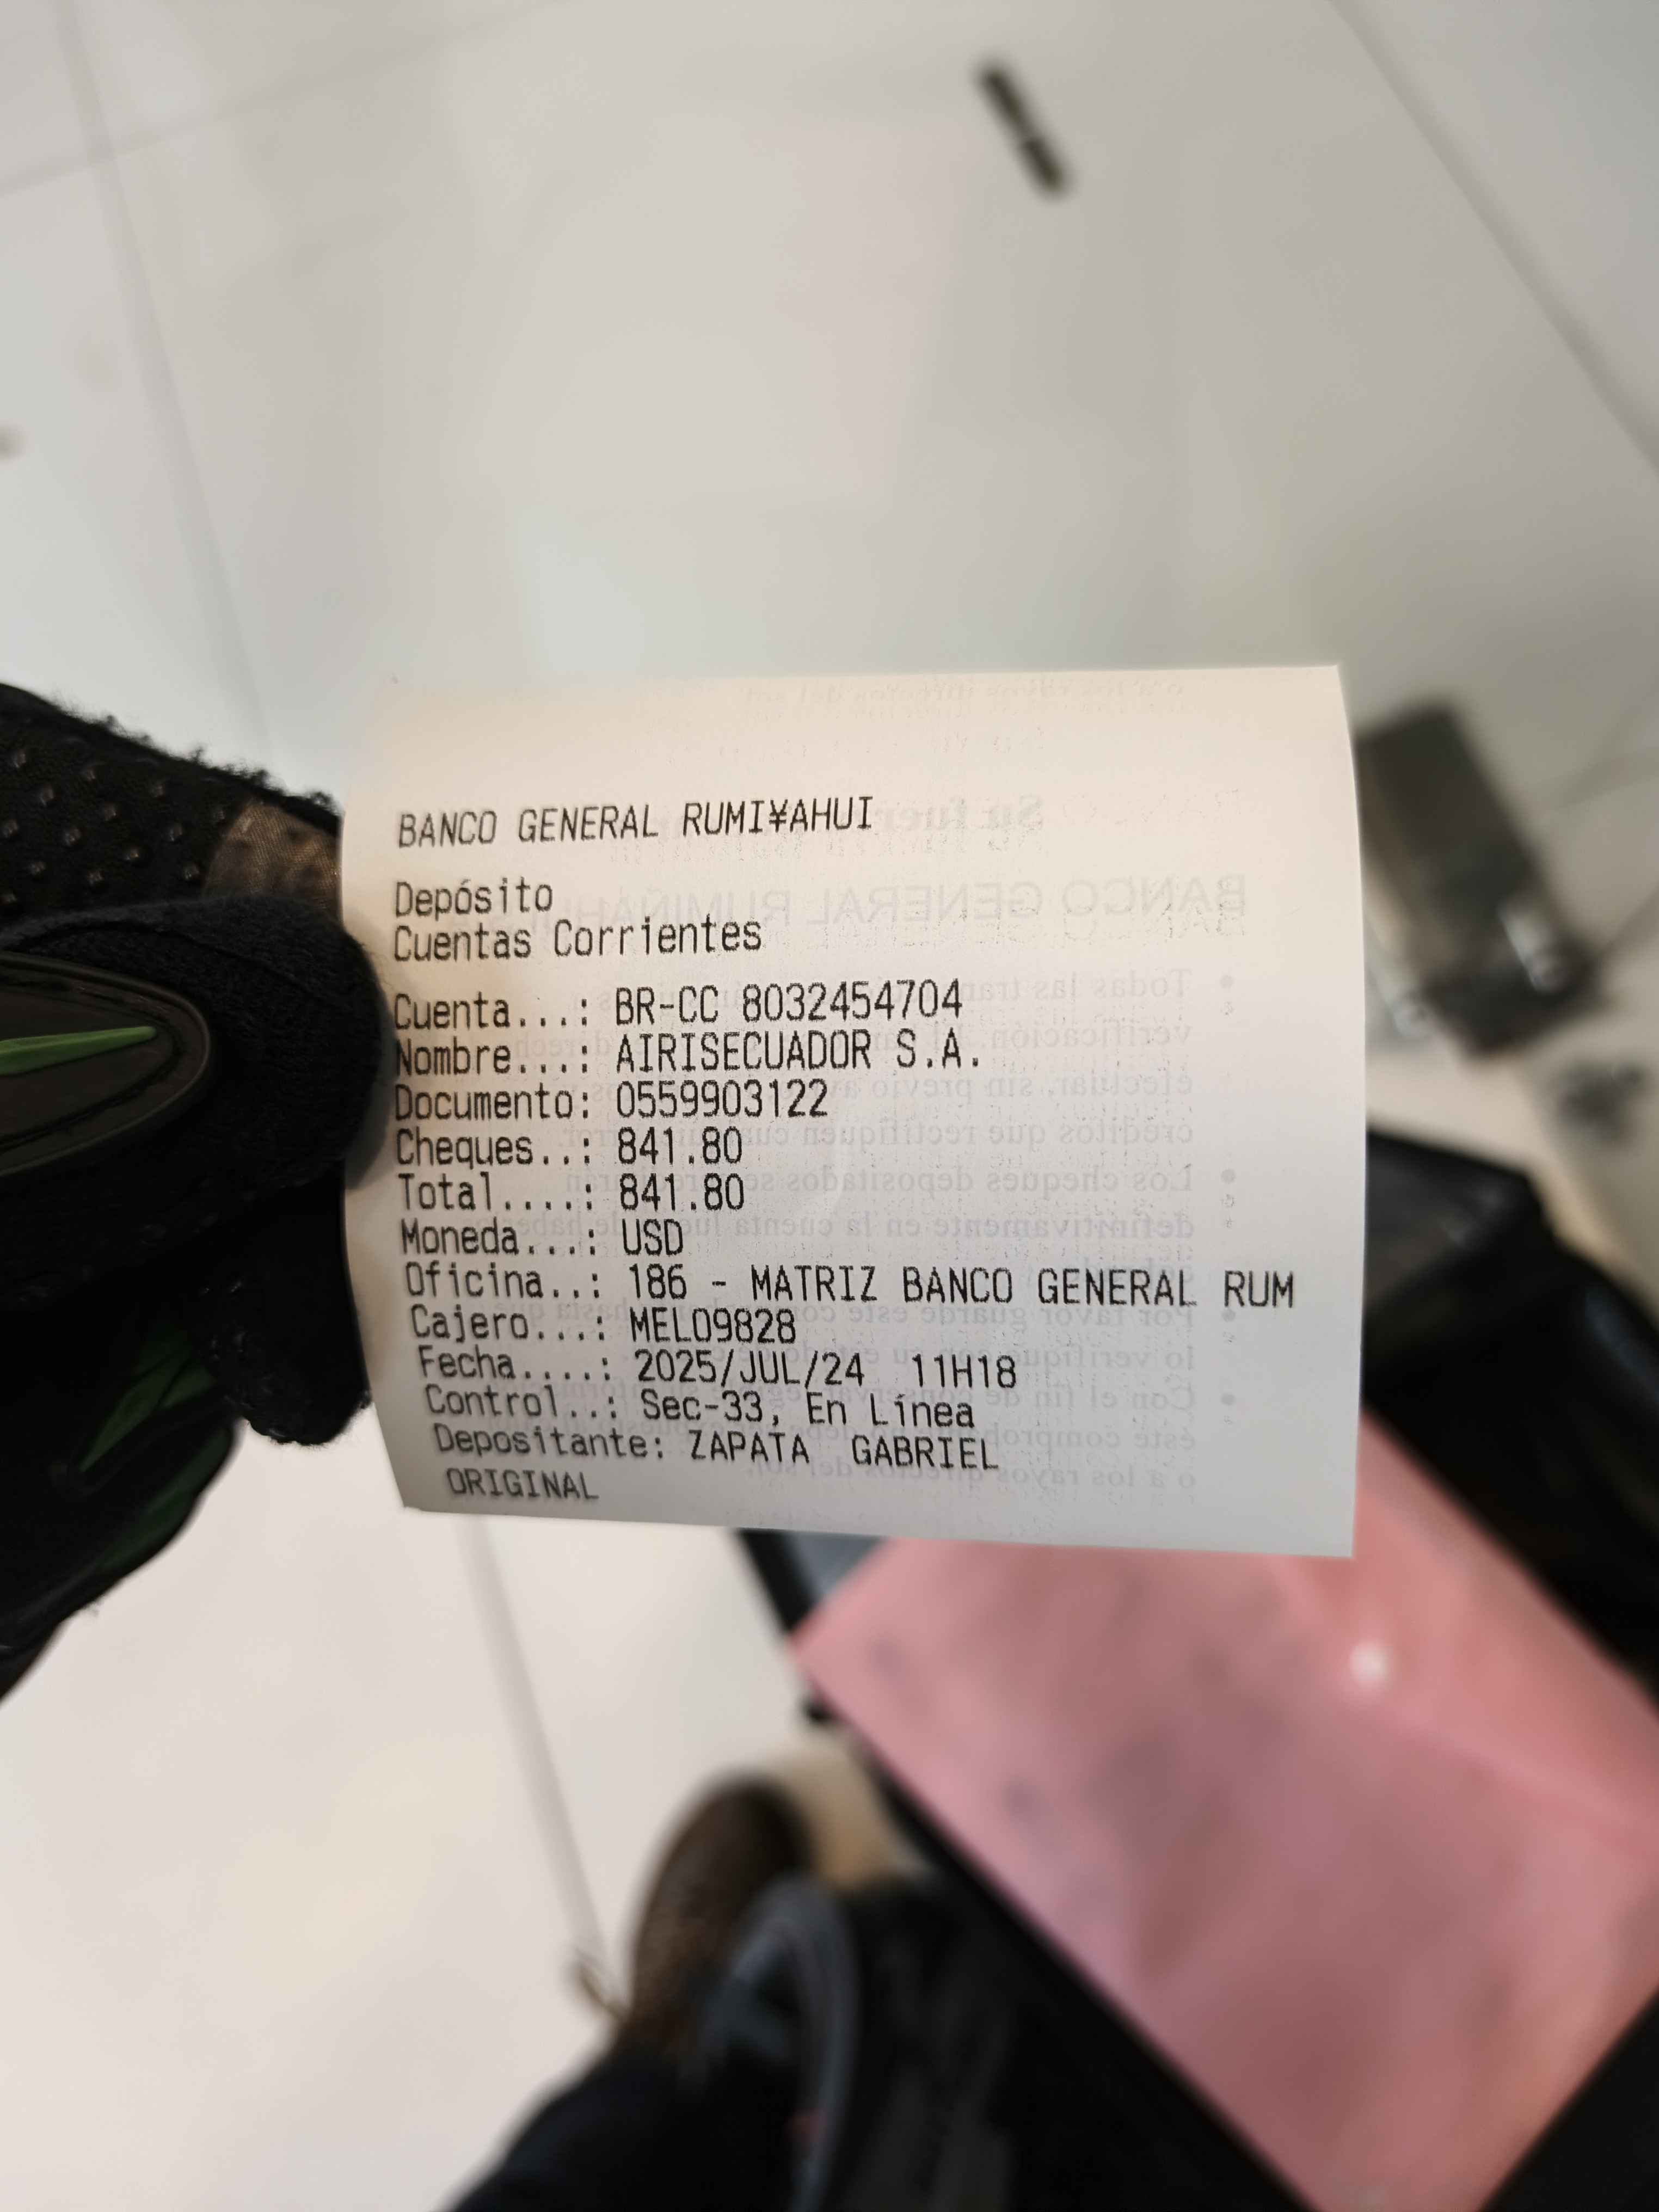 BANCO GENERAL RUMI¥AHUI
Depósito
Cuentas Corrientes
Cuenta...: BR-CC 8032454704
Nombre...: AIRISECUADOR S.A.
Documento: 0559903122
Cheques..: 841.80
Total....: 841.80
Moneda...: USD
Oficina..: 186 - MATRIZ BANCO GENERAL RUM
Cajero...: MEL09828
Fecha....: 2025/JUL/24 11H18
Control..: Sec-33, En Línea
Depositante: ZAPATA GABRIEL
ORIGINAL